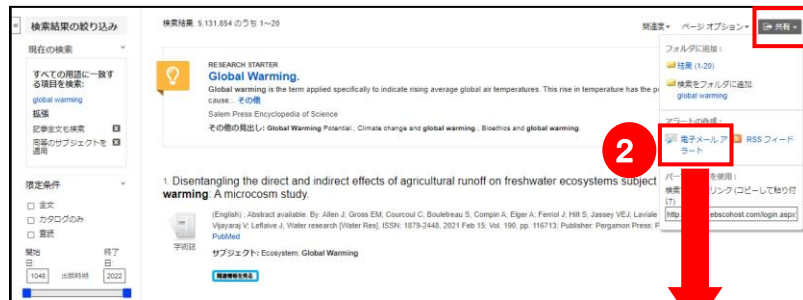 検索結果の絞り込み
現在の検索
すべての用語に一致す
る項目を検索:
global warming
拡張
記事全文も検索
同等のサブジェクトを
適用
限定条件
全文
カタログのみ
査読
開始
日:
終了
日:
1048
出版時期
2022
検索結果 5,131,854 のうち 1～20
関連度
ページ オプション
共有
RESEARCH STARTER
Global Warming.
Global warming is the term applied specifically to indicate rising average global air temperatures. This rise in temperature has the
cause... その他
Salem Press Encyclopedia of Science
その他の見出し: Global Warming Potential., Climate change and global warming., Bioethics and global warming
1. Disentangling the direct and indirect effects of agricultural runoff on freshwater ecosystems subject
warming: A microcosm study.
(English) ; Abstract available. By: Allen J; Gross EM; Courcoul C; Bouletreau S; Compin A; Elger A; Ferriol J; Hilt S; Jassey VEJ; Laviale
Vijayaraj V; Leflaive J, Water research [Water Res], ISSN: 1879-2448, 2021 Feb 15; Vol. 190, pp. 116713; Publisher: Pergamon Press;
PubMed
学術誌
サブジェクト: Ecosystem; Global Warming
関連情報を見る
フォルダに追加:
結果 (1-20)
検索をフォルダに追加:
global warming
アラートの作成:
電子メール ア
ラート
RSS フィード
2
を使用:
検索
リンク (コピーして貼り付
け)
http
ebscohost.com/login.aspx